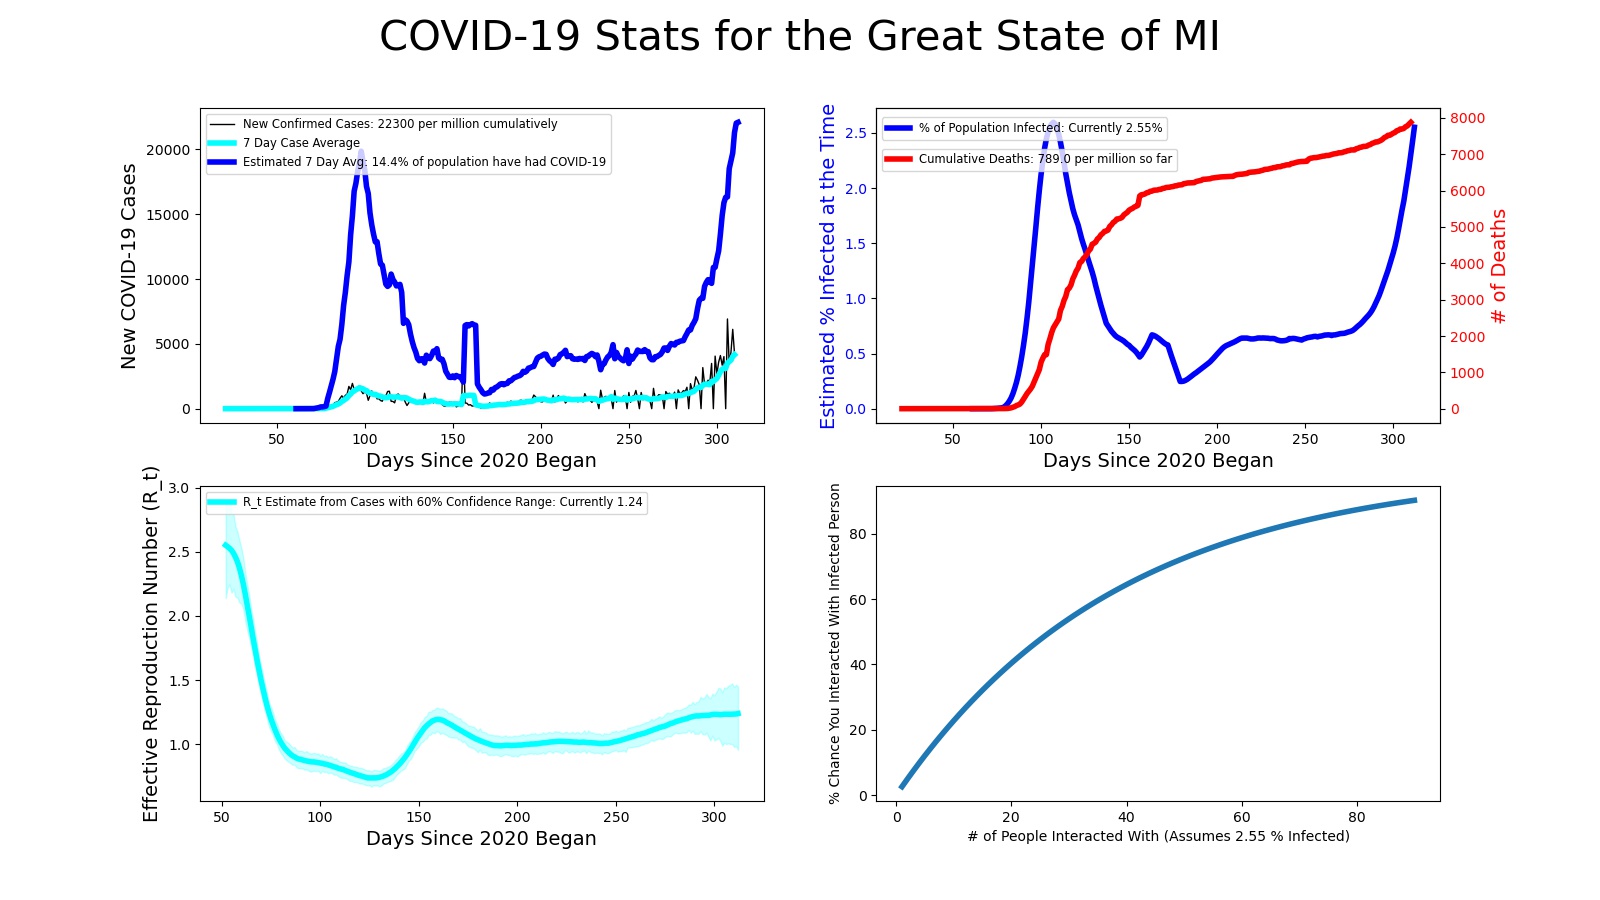 COVID-19 Stats for the Great State of MI
New COVID-19 Cases
20000
15000
10000
5000
0
New Confirmed Cases: 22300 per million cumulatively
7 Day Case Average
Estimated 7 Day Avg: 14.4% of population have had COVID-19
50 100 150 200 250 300
Days Since 2020 Began
Estimated % Infected at the Time
2.5
2.0
1.5
1.0
0.5
0.0
% of Population Infected: Currently 2.55%
Cumulative Deaths: 789.0 per million so far
8000
7000
6000
5000
4000
3000
2000
1000
0
# of Deaths
50 100 150 200 250 300
Days Since 2020 Began
Effective Reproduction Number (R_t)
3.0
2.5
2.0
1.5
1.0
R_t Estimate from Cases with 60% Confidence Range: Currently 1.24
50 100 150 200 250 300
Days Since 2020 Began
% Chance You Interacted With Infected Person
80
60
40
20
0
0 20 40 60 80
# of People Interacted With (Assumes 2.55 % Infected)